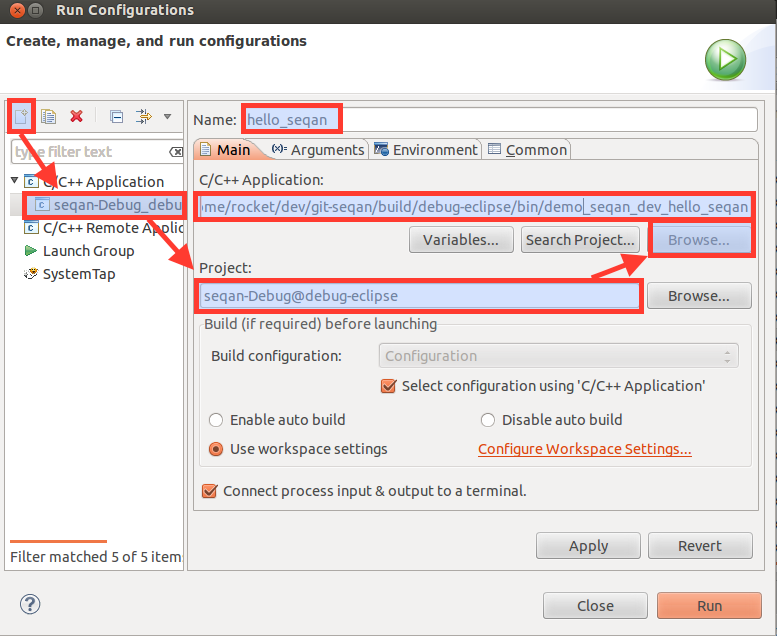 Run Configurations
Create, manage, and run configurations
Name: hello_seqan
type filter text
Main (x)= Arguments Environment Common
C/C++ Application
C/C++ Application:
seqan-Debug_debu
ome/rocket/dev/git-seqan/build/debug-eclipse/bin/demo_seqan_dev_hello_seqan
C/C++ Remote Applic
Variables... Search Project... Browse...
Launch Group
Project:
SystemTap
seqan-Debug@debug-eclipse Browse...
Build (if required) before launching
Build configuration: Configuration
Select configuration using 'C/C++ Application'
Enable auto build Disable auto build
Use workspace settings Configure Workspace Settings...
Connect process input & output to a terminal.
Filter matched 5 of 5 item
Apply Revert
Close Run